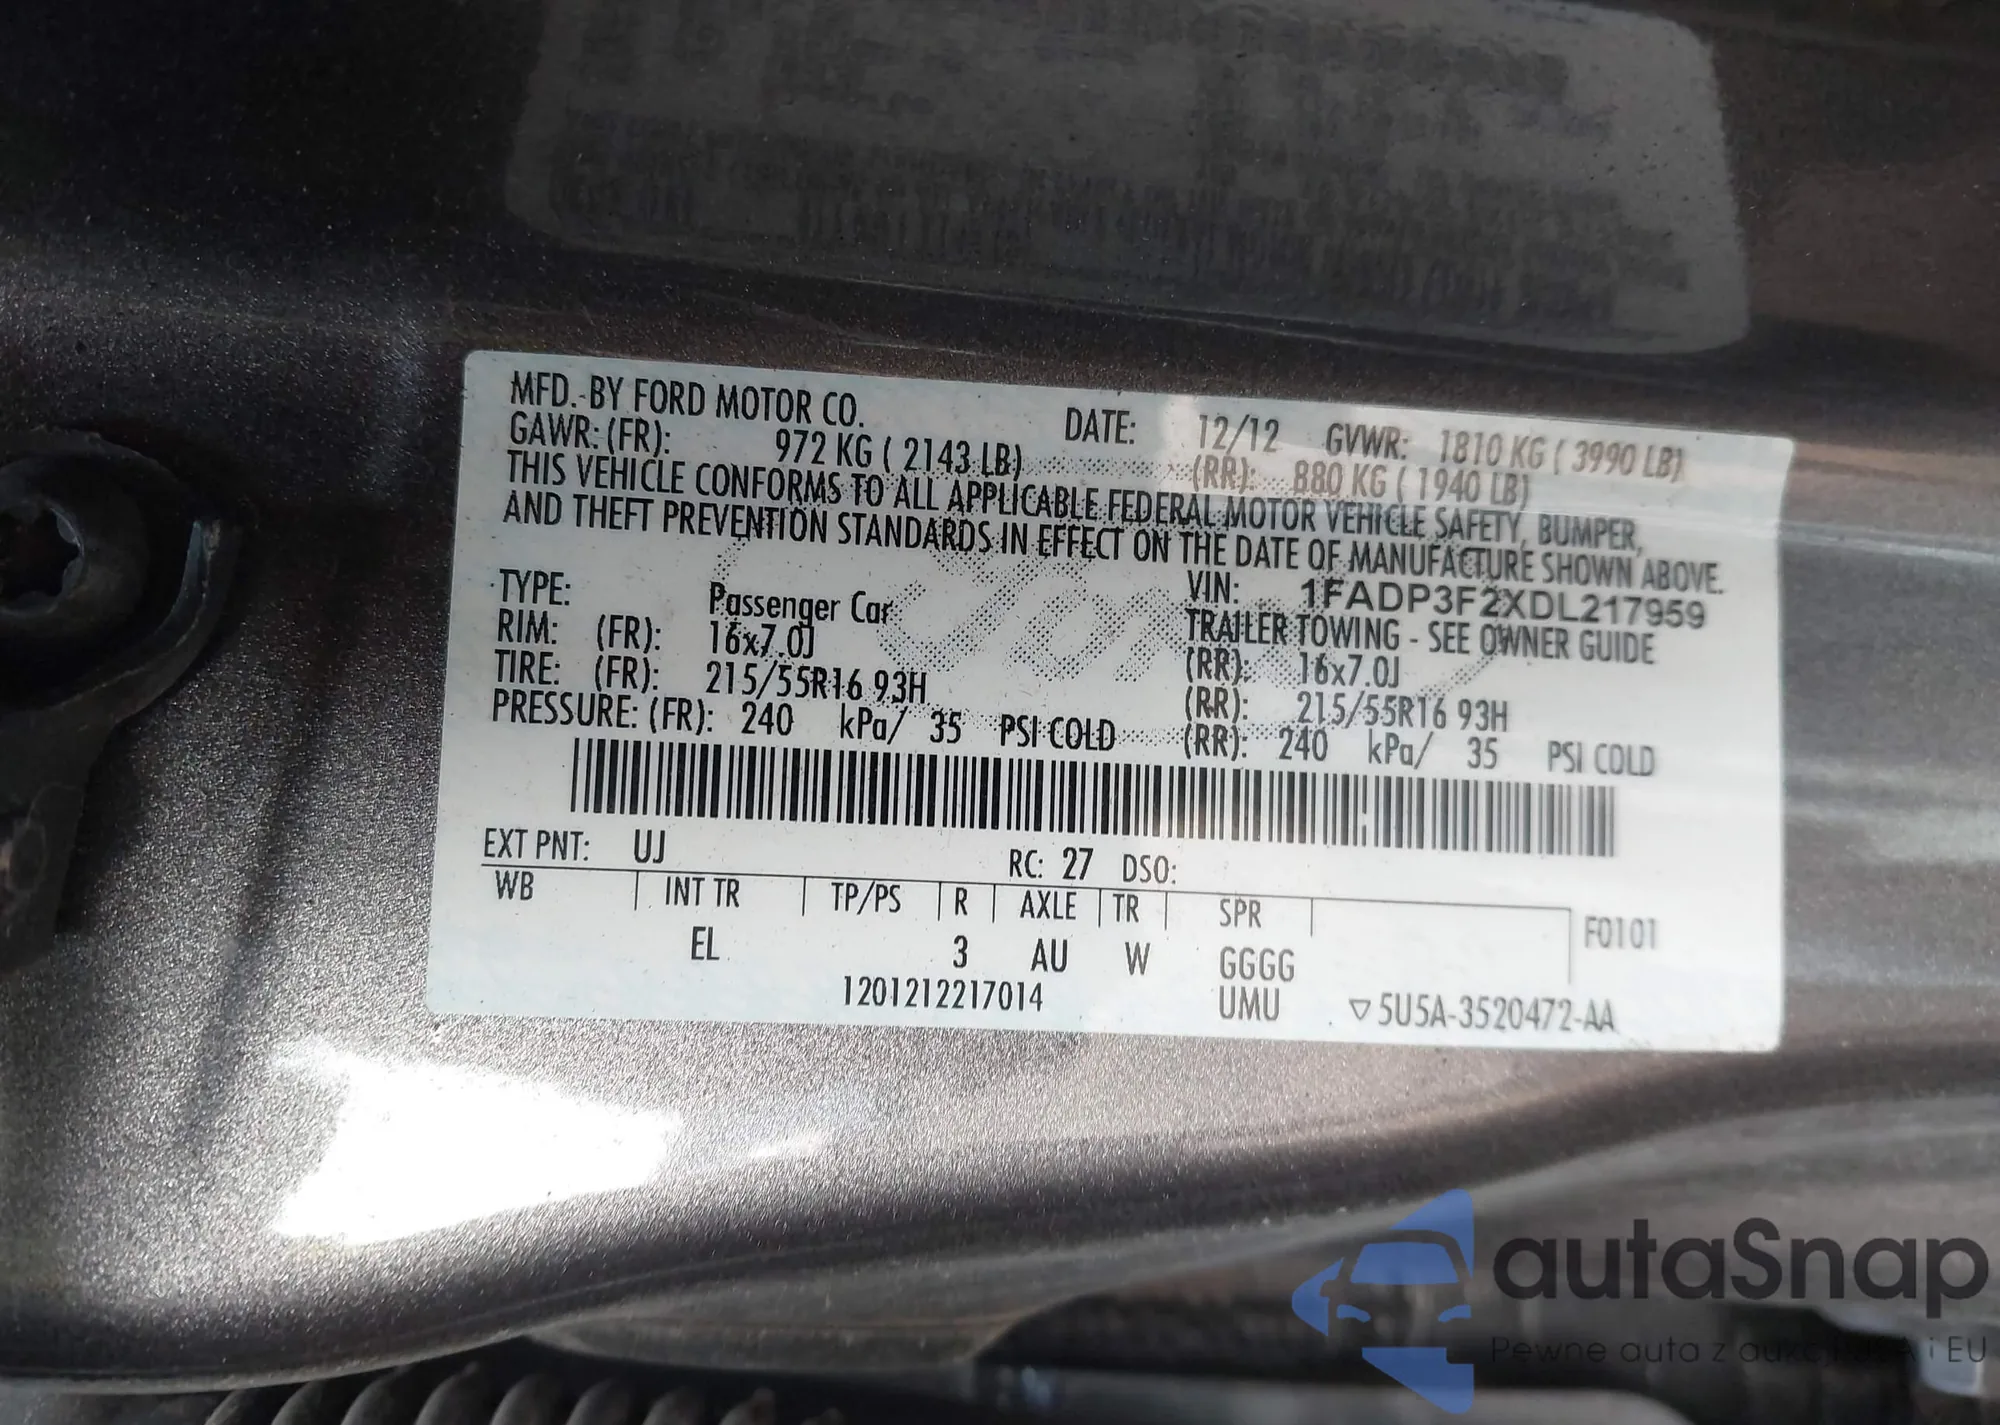 MFD. BY FORD MOTOR CO. DATE: 12/12 GVWR: 1810 KG ( 3990 LB)
GAWR: (FR): 972 KG ( 2143 LB) (RR): 880 KG ( 1940 LB)
THIS VEHICLE CONFORMS TO ALL APPLICABLE FEDERAL MOTOR VEHICLE SAFETY, BUMPER,
AND THEFT PREVENTION STANDARDS IN EFFECT ON THE DATE OF MANUFACTURE SHOWN ABOVE.
VIN: 1FADP3F2XDL217959
TYPE: Passenger Car TRAILER TOWING - SEE OWNER GUIDE
RIM: (FR): 16x7.0J (RR): 16x7.0J
TIRE: (FR): 215/55R16 93H (RR): 215/55R16 93H
PRESSURE: (FR): 240 kPa/ 35 PSI COLD (RR): 240 kPa/ 35 PSI COLD
EXT PNT: UJ RC: 27 DSO:
WB INT TR TP/PS R AXLE TR SPR F0101
EL 3 AU W GGGG
1201212217014 UMU ▽5U5A-3520472-AA
autaSnap
Pewne auta z aukcji USA i EU